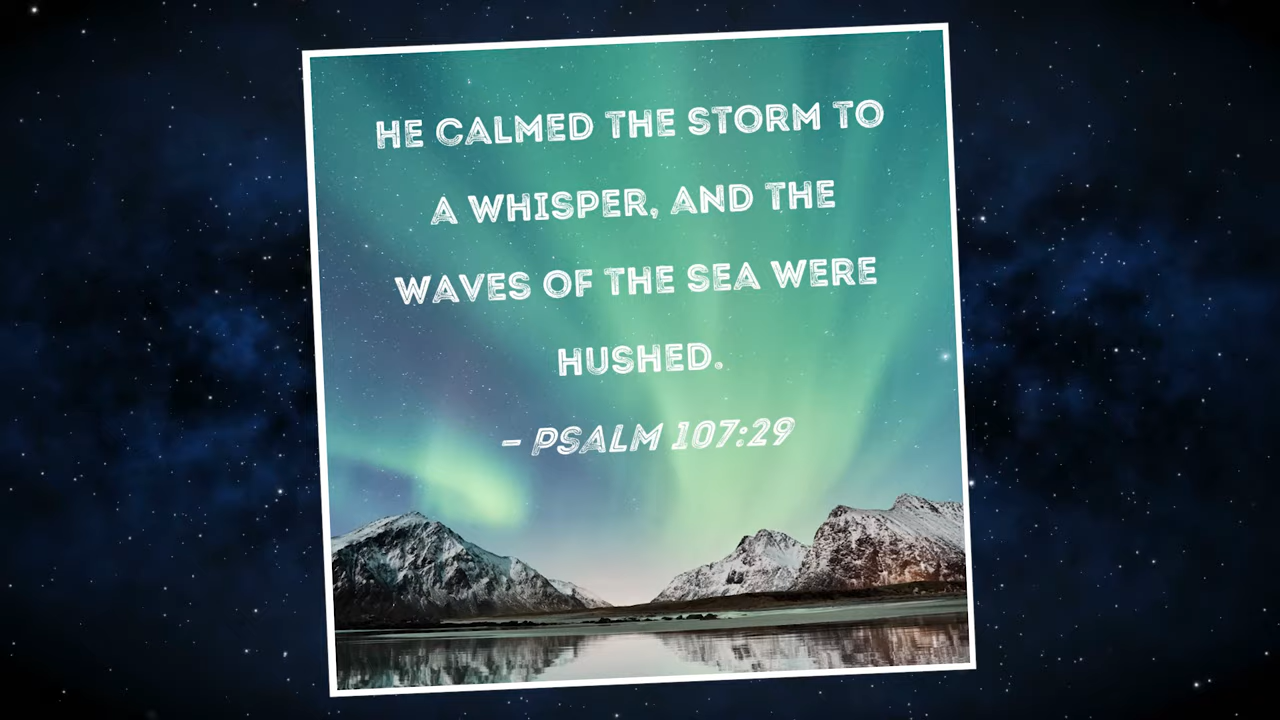 HE CALMED THE STORM TO
A WHISPER, AND THE
WAVES OF THE SEA WERE
HUSHED.
– PSALM 107:29